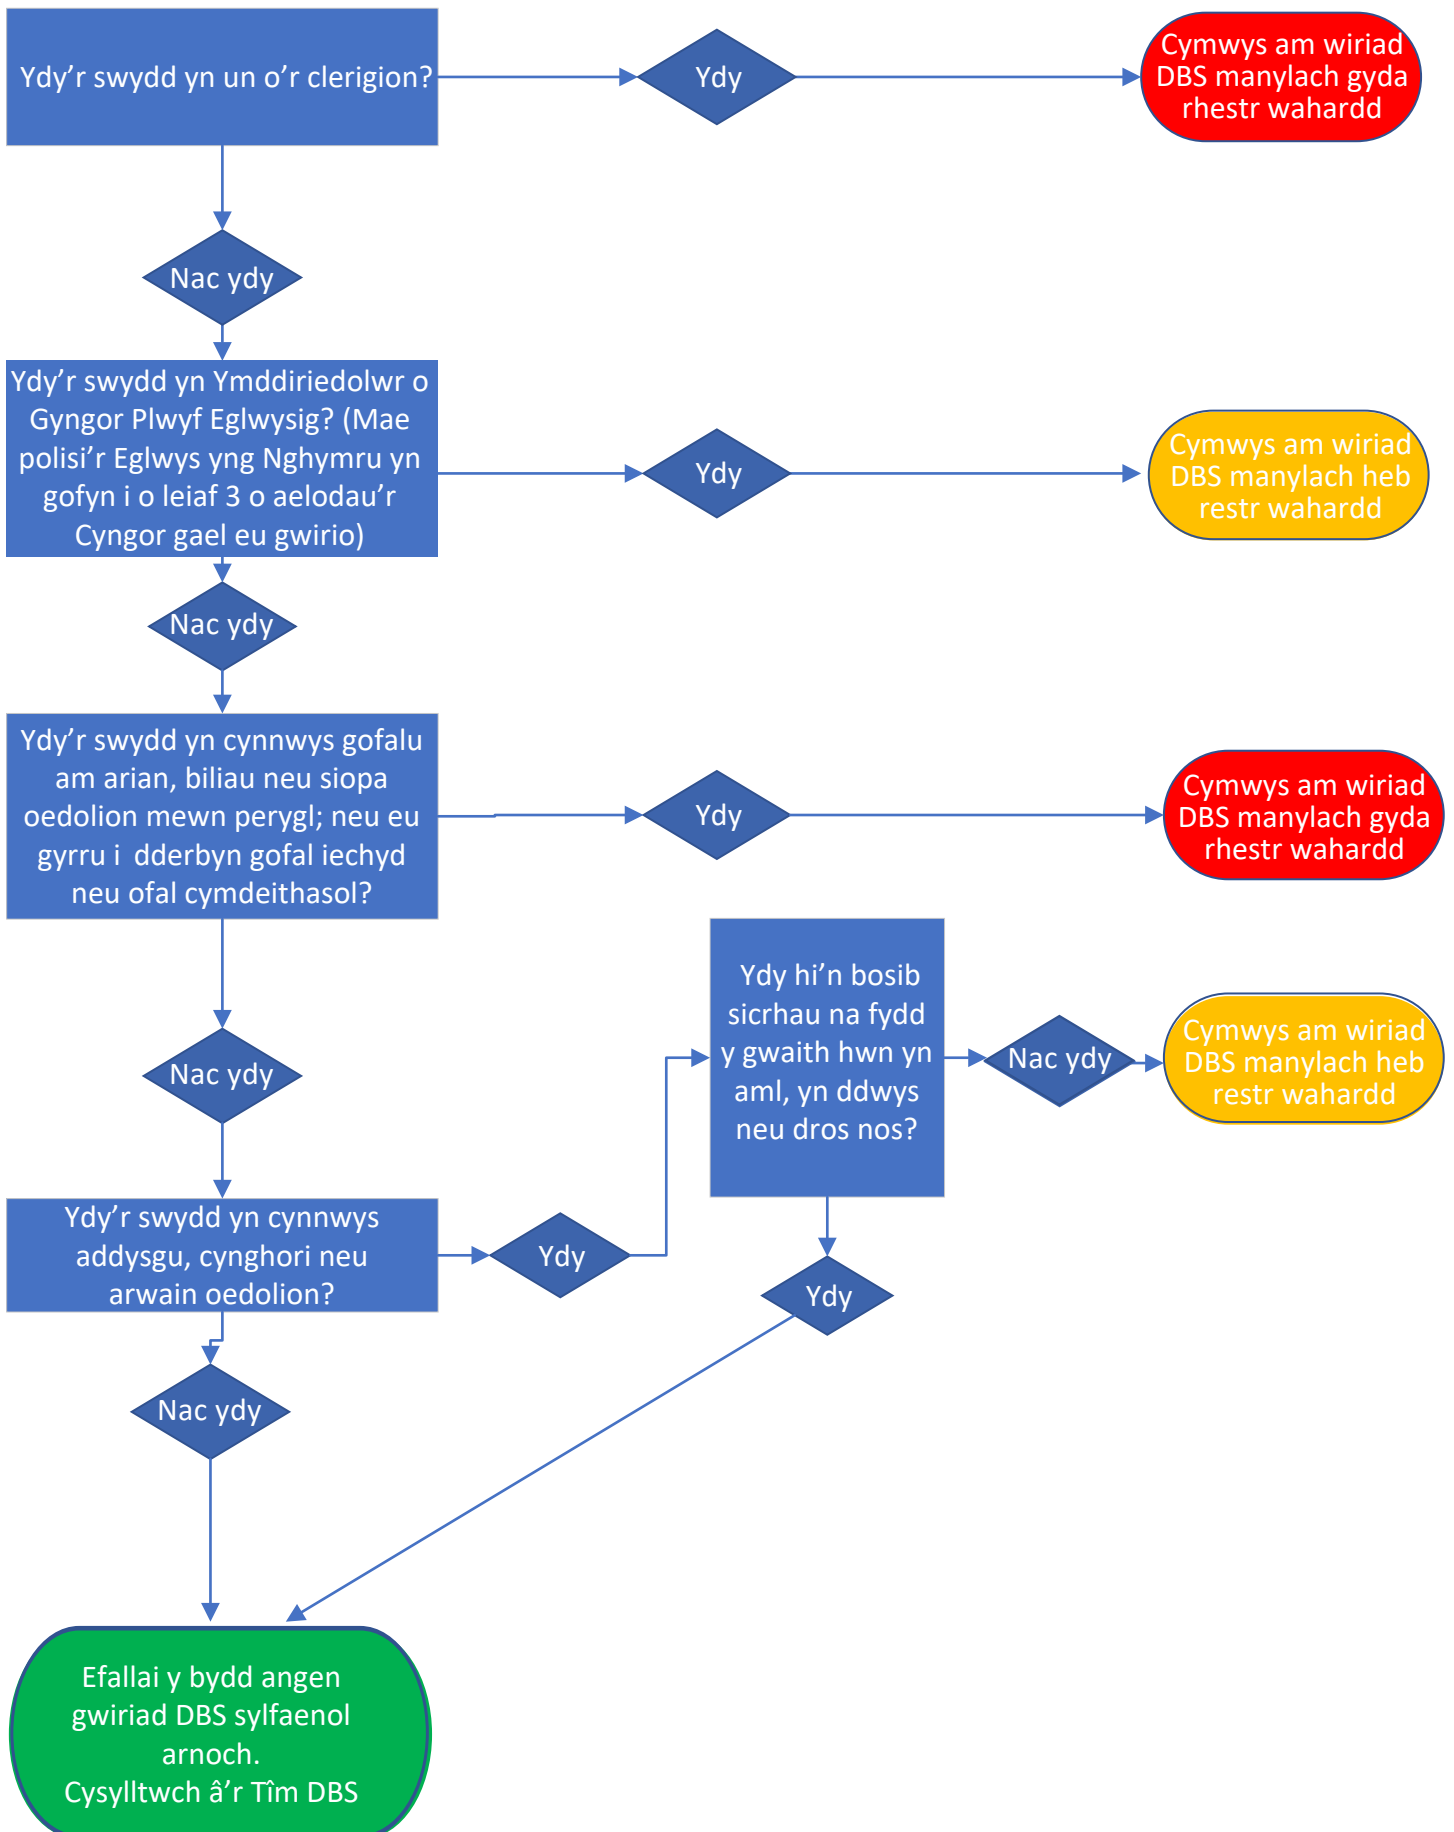 Ydy’r swydd yn un o’r clerigion?
Ydy
Cymwys am wiriad
DBS manylach gyda
rhestr wahardd
Nac ydy
Ydy’r swydd yn Ymddiriedolwr o
Gyngor Plwyf Eglwysig? (Mae
polisi’r Eglwys yng Nghymru yn
gofyn i o leiaf 3 o aelodau’r
Cyngor gael eu gwirio)
Ydy
Cymwys am wiriad
DBS manylach heb
restr wahardd
Nac ydy
Ydy’r swydd yn cynnwys gofalu
am arian, biliau neu siopa
oedolion mewn perygl; neu eu
gyrru i dderbyn gofal iechyd
neu ofal cymdeithasol?
Ydy
Cymwys am wiriad
DBS manylach gyda
rhestr wahardd
Nac ydy
Ydy hi’n bosib
sicrhau na fydd
y gwaith hwn yn
aml, yn ddwys
neu dros nos?
Nac ydy
Cymwys am wiriad
DBS manylach heb
restr wahardd
Ydy’r swydd yn cynnwys
addysgu, cynghori neu
arwain oedolion?
Ydy
Ydy
Nac ydy
Efallai y bydd angen
gwiriad DBS sylfaenol
arnoch.
Cysylltwch â’r Tîm DBS